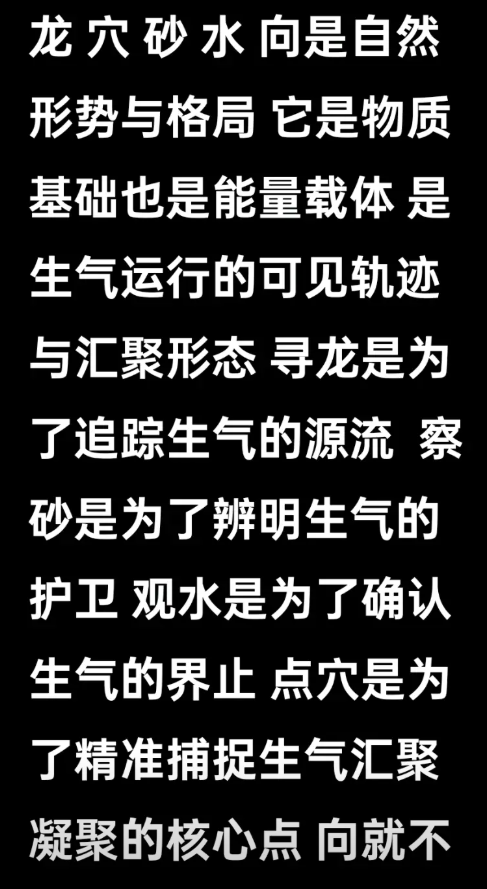 龙 穴 砂 水 向是自然
形势与格局 它是物质
基础也是能量载体 是
生气运行的可见轨迹
与汇聚形态 寻龙是为
了追踪生气的源流 察
砂是为了辨明生气的
护卫 观水是为了确认
生气的界止 点穴是为
了精准捕捉生气汇聚
凝聚的核心点 向就不